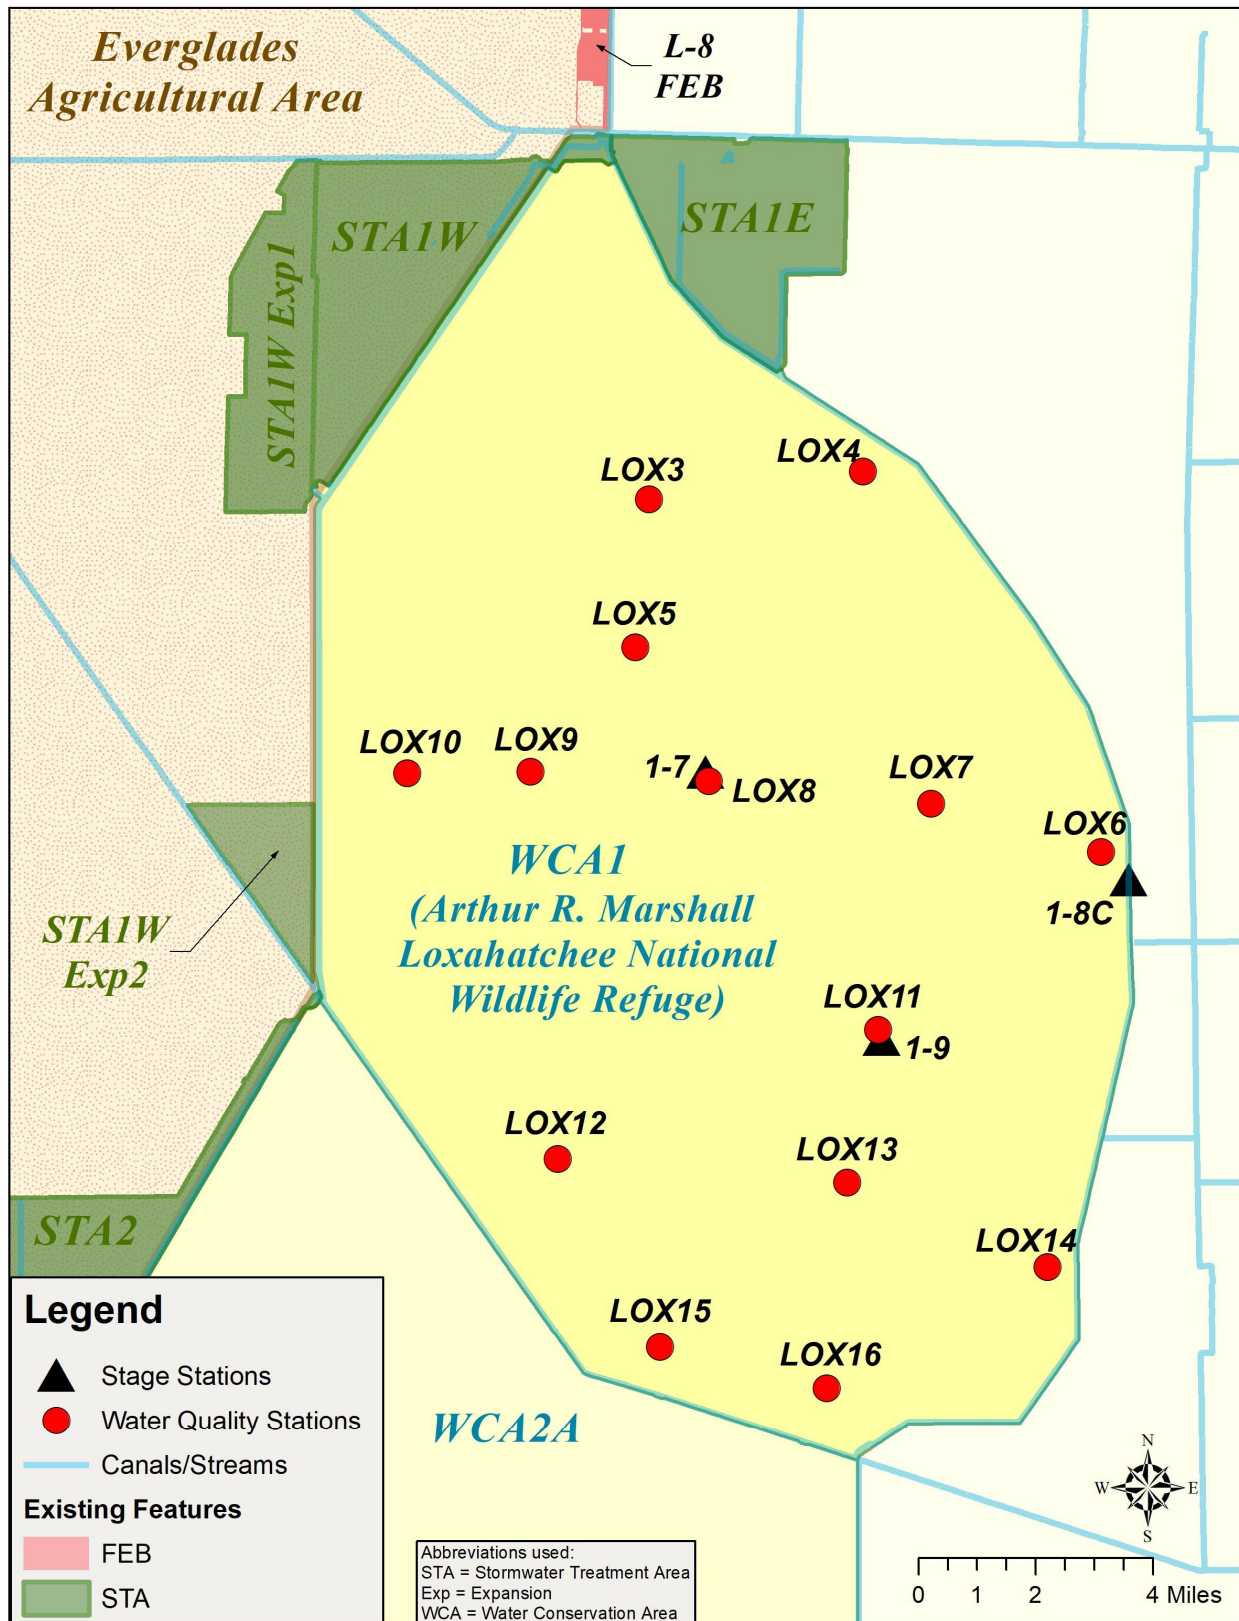 Everglades
Agricultural Area
L-8
FEB
STA1W
STA1E
STA1W Exp1
LOX3
LOX4
LOX5
LOX10
LOX9
1-7
LOX8
LOX7
LOX6
1-8C
WCA1
(Arthur R. Marshall
Loxahatchee National
Wildlife Refuge)
STA1W
Exp2
LOX11
1-9
LOX12
LOX13
STA2
LOX14
LOX15
LOX16
WCA2A
Legend
Stage Stations
Water Quality Stations
Canals/Streams
Existing Features
FEB
STA
Abbreviations used:
STA = Stormwater Treatment Area
Exp = Expansion
WCA = Water Conservation Area
N
W E
S
0 1 2 4 Miles